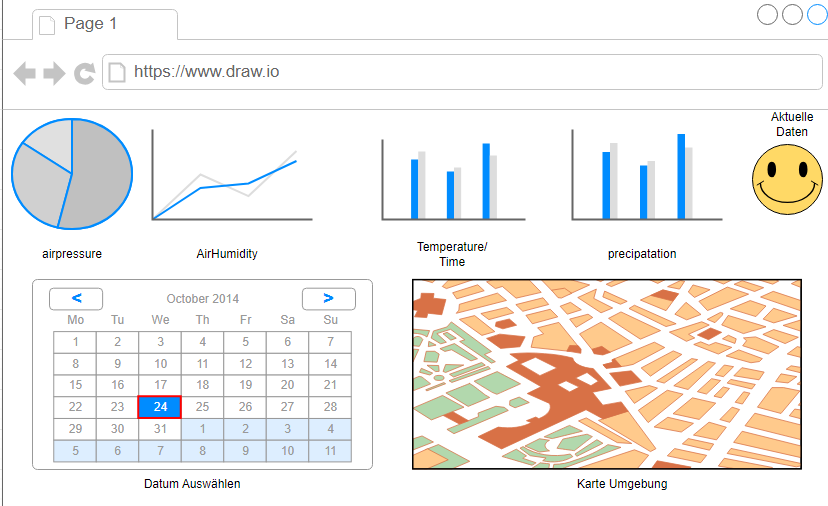 Page 1
https://www.draw.io
Aktuelle
Daten
airpressure
AirHumidity
Temperature/
Time
precipatation
< October 2014 >
Mo Tu We Th Fr Sa Su
1 2 3 4 5 6 7
8 9 10 11 12 13 14
15 16 17 18 19 20 21
22 23 24 25 26 27 28
29 30 31 1 2 3 4
5 6 7 8 9 10 11
Datum Auswählen
Karte Umgebung